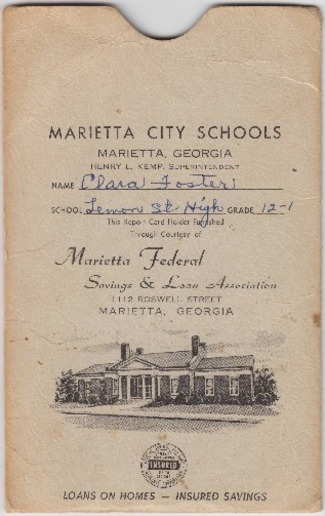 MARIETTA CITY SCHOOLS
MARIETTA, GEORGIA
HENRY L. KEMP, SUPERINTENDENT
NAME Clara Foster
SCHOOL Lemon St. High GRADE 12-1
This Report Card Holder Furnished
Through Courtesy of
Marietta Federal
Savings & Loan Association
1112 ROSWELL STREET
MARIETTA, GEORGIA
INSURED
LOANS ON HOMES — INSURED SAVINGS